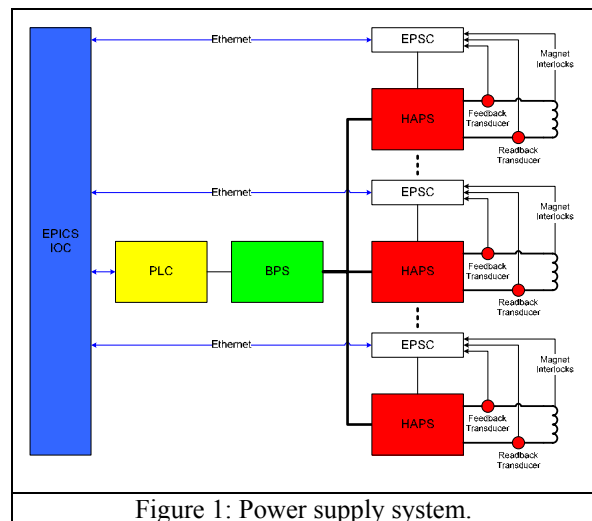 Ethernet
EPSC
Magnet
Interlocks
HAPS
Feedback
Transducer
Readback
Transducer
Ethernet
EPSC
Magnet
Interlocks
EPICS
IOC
PLC
BPS
HAPS
Feedback
Transducer
Readback
Transducer
Ethernet
EPSC
Magnet
Interlocks
HAPS
Feedback
Transducer
Readback
Transducer
Figure 1: Power supply system.